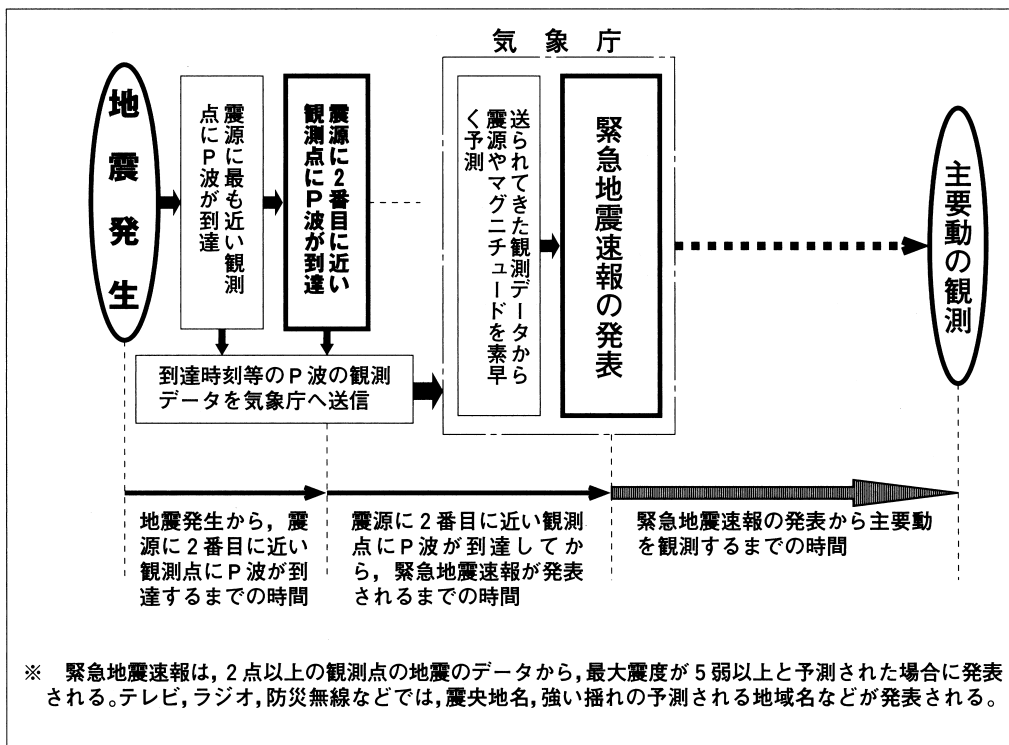 気象庁
地震発生
震源に最も近い観測
点にP波が到達
震源に2番目に近い
観測点にP波が到達
送られてきた観測データから
震源やマグニチュードを素早
く予測
緊急地震速報の発表
主要動の観測
到達時刻等のP波の観測
データを気象庁へ送信
地震発生から，震
源に2番目に近い
観測点にP波が到
達するまでの時間
震源に2番目に近い観測
点にP波が到達してか
ら，緊急地震速報が発表
されるまでの時間
緊急地震速報の発表から主要動
を観測するまでの時間
※　緊急地震速報は，2点以上の観測点の地震のデータから，最大震度が5弱以上と予測された場合に発表
される。テレビ，ラジオ，防災無線などでは，震央地名，強い揺れの予測される地域名などが発表される。